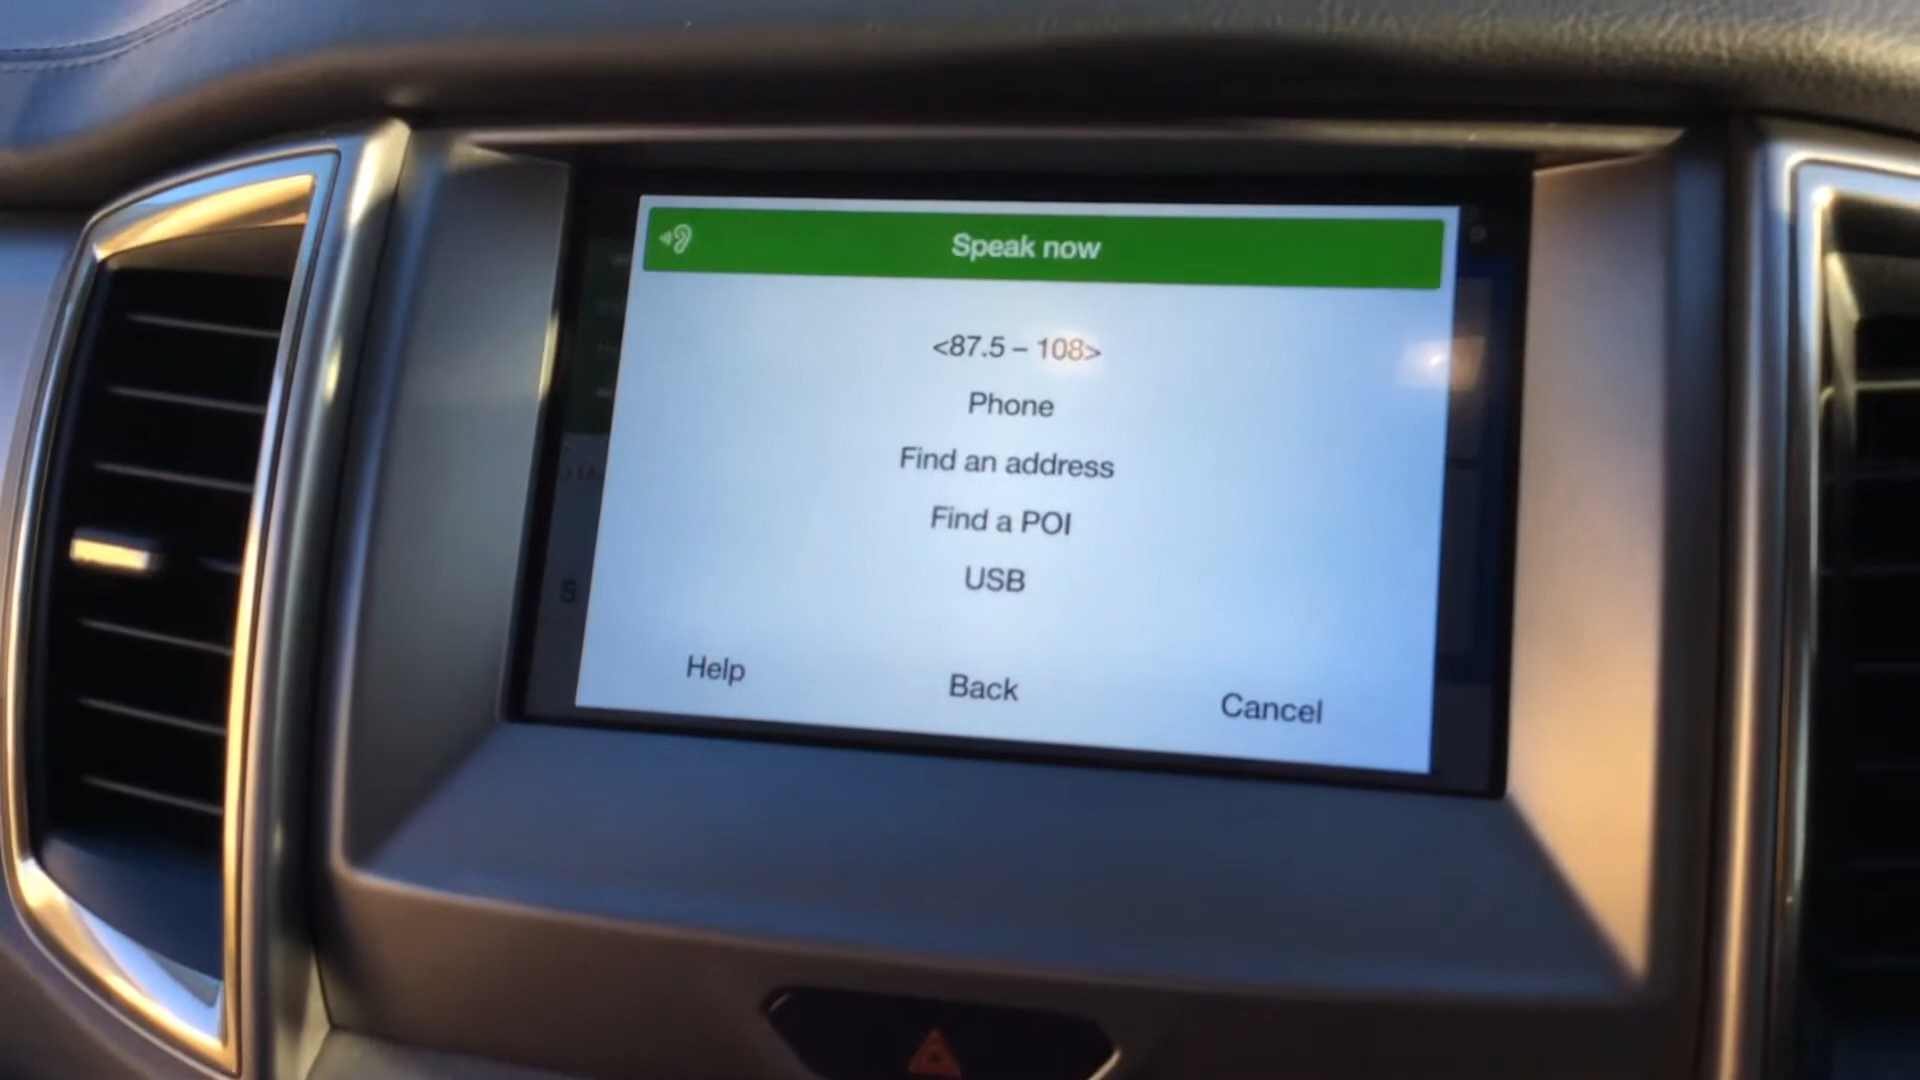 Speak now
<87.5 – 108>
Phone
Find an address
Find a POI
USB
Help Back Cancel
S